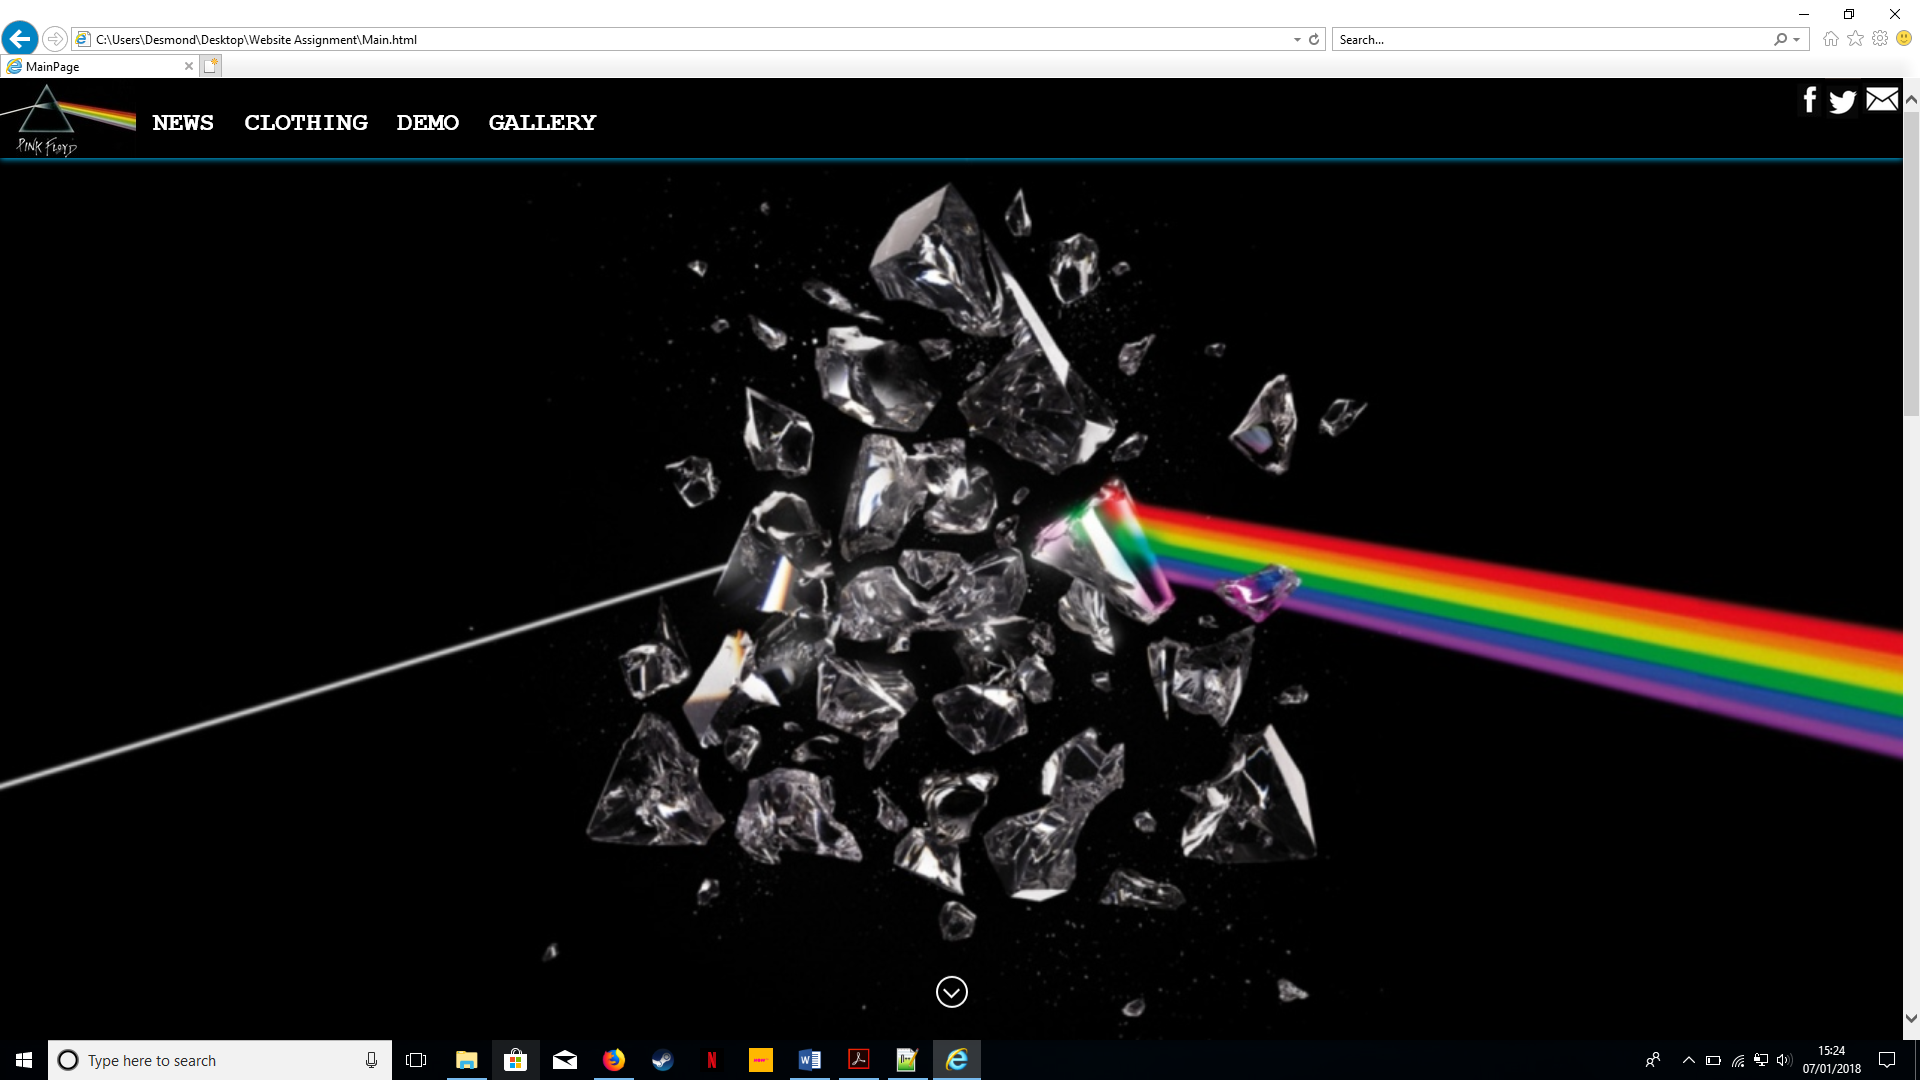 C:\Users\Desmond\Desktop\Website Assignment\Main.html
Search...
MainPage
PINK FLOYD
NEWS CLOTHING DEMO GALLERY
Type here to search
15:24
07/01/2018